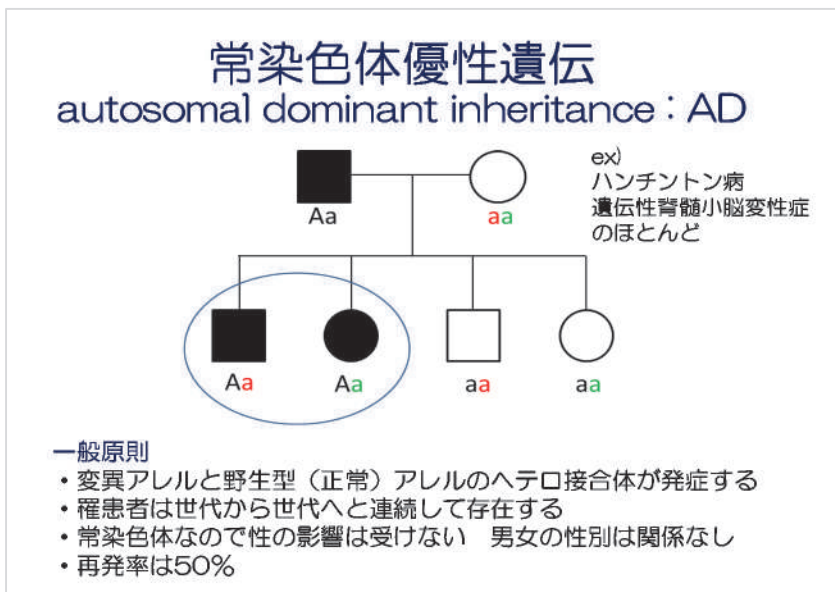 常染色体優性遺伝
autosomal dominant inheritance：AD
ex)
ハンチントン病
遺伝性脊髄小脳変性症
のほとんど
Aa
aa
Aa
Aa
aa
aa
一般原則
・変異アレルと野生型（正常）アレルのヘテロ接合体が発症する
・罹患者は世代から世代へと連続して存在する
・常染色体なので性の影響は受けない　男女の性別は関係なし
・再発率は50%